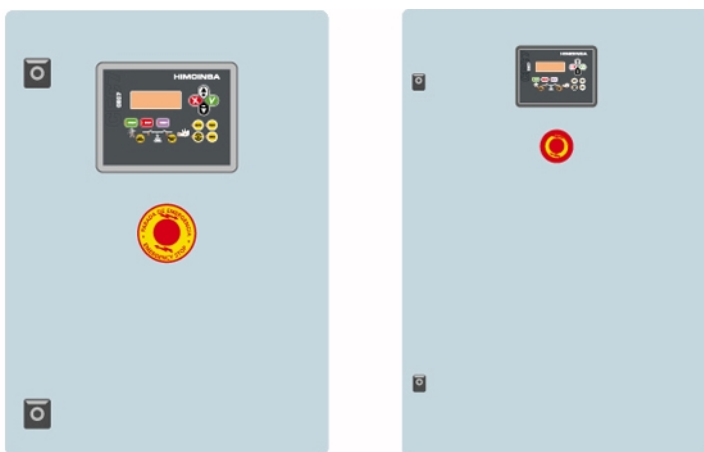 HIMOINSA
CEC7
PARADA DE EMERGENCIA
EMERGENCY STOP
HIMOINSA